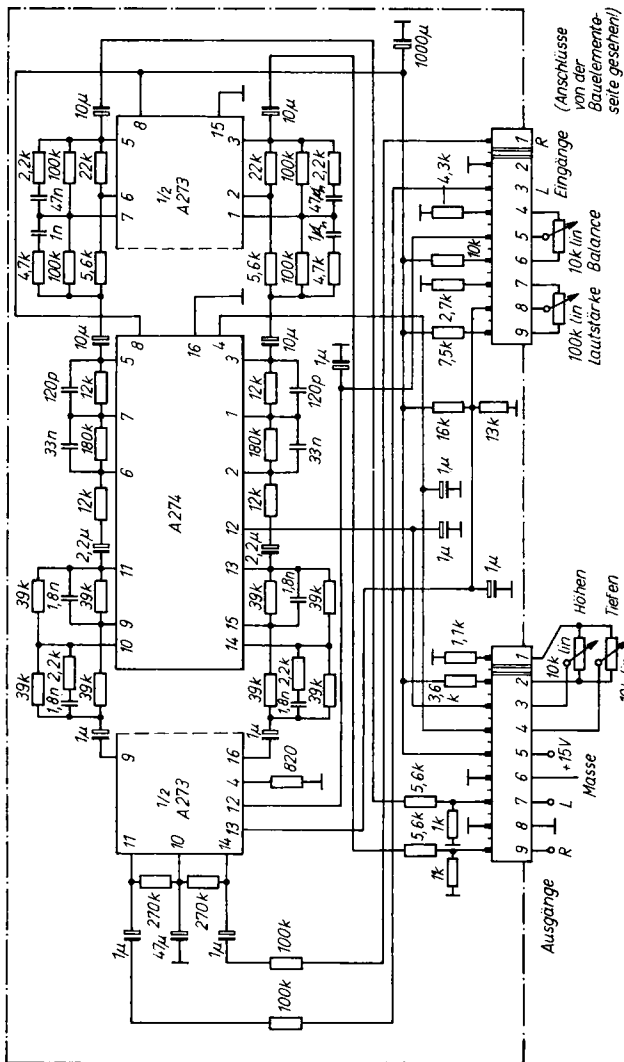 10µ
8
1000µ
2,2k
47n
1n
4,7k
100k
100k
22k
5,6k
5
6
7
½
A273
15
3
2
1
10µ
22k
100k
2,2k
5,6k
100k
4,7k
10µ
8
16
4
10µ
1µ
120p
12k
33n
180k
12k
2,2µ
5
7
6
A274
3
1
2
12
12k
120p
180k
33n
12k
2,2µ
39k
1,8n
39k
11
9
10
13
15
14
39k
1,8n
39k
39k
2,2k
1,8n
39k
39k
2,2k
1,8n
39k
1µ
1µ
9
½
A273
16
4
12
13
820
11
10
14
270k
270k
1µ
47µ
1µ
100k
100k
(Anschlüsse
von der
Bauelemente-
seite gesehen!)
4,3k
10k
2,7k
7,5k
16k
13k
1µ
1µ
1µ
1
2
3
4
5
6
7
8
9
R
L
Eingänge
10k lin
Balance
100k lin
Lautstärke
1,1k
3,6
k
5,6k
5,6k
1k
1k
1
2
3
4
5
6
7
8
9
Höhen
10k lin
Tiefen
+15V
Masse
L
R
Ausgänge